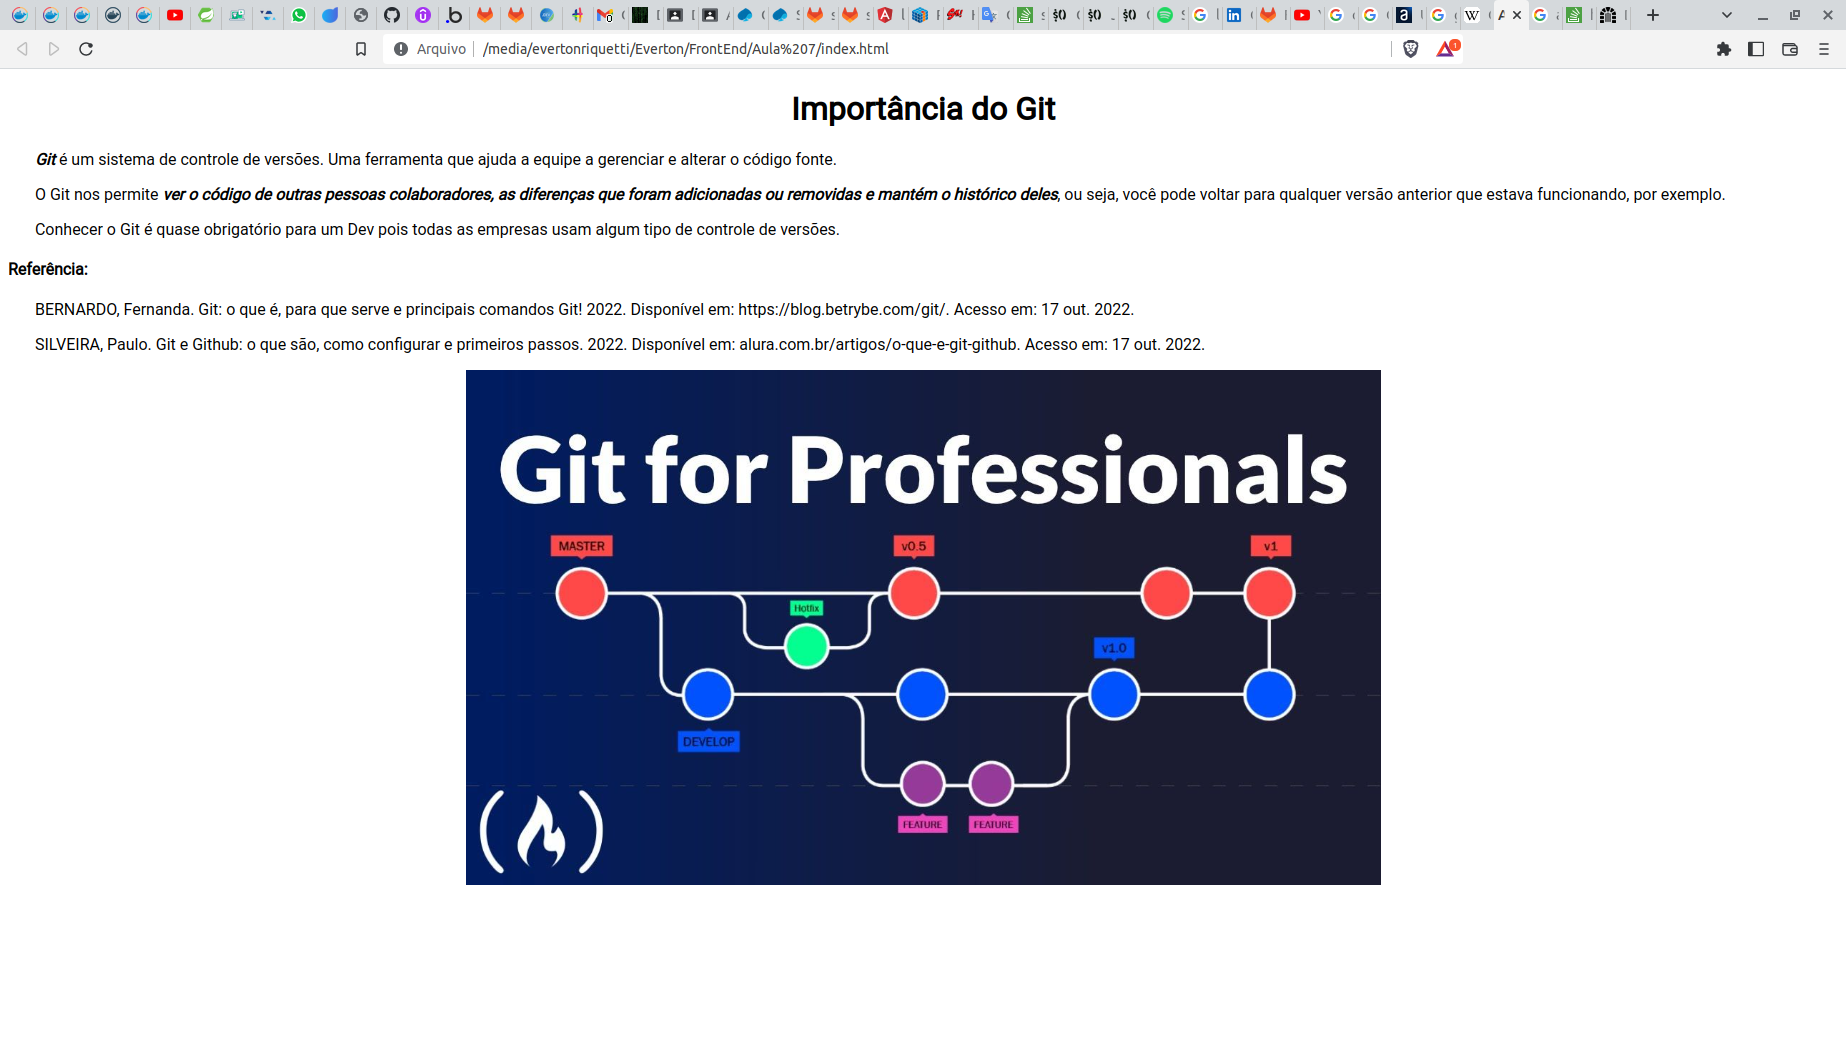 Arquivo /media/evertonriquetti/Everton/FrontEnd/Aula%207/index.html
1
Importância do Git
Git é um sistema de controle de versões. Uma ferramenta que ajuda a equipe a gerenciar e alterar o código fonte.
O Git nos permite ver o código de outras pessoas colaboradores, as diferenças que foram adicionadas ou removidas e mantém o histórico deles, ou seja, você pode voltar para qualquer versão anterior que estava funcionando, por exemplo.
Conhecer o Git é quase obrigatório para um Dev pois todas as empresas usam algum tipo de controle de versões.
Referência:
BERNARDO, Fernanda. Git: o que é, para que serve e principais comandos Git! 2022. Disponível em: https://blog.betrybe.com/git/. Acesso em: 17 out. 2022.
SILVEIRA, Paulo. Git e Github: o que são, como configurar e primeiros passos. 2022. Disponível em: alura.com.br/artigos/o-que-e-git-github. Acesso em: 17 out. 2022.
Git for Professionals
MASTER v0.5 v1
Hotfix
v1.0
DEVELOP
FEATURE FEATURE